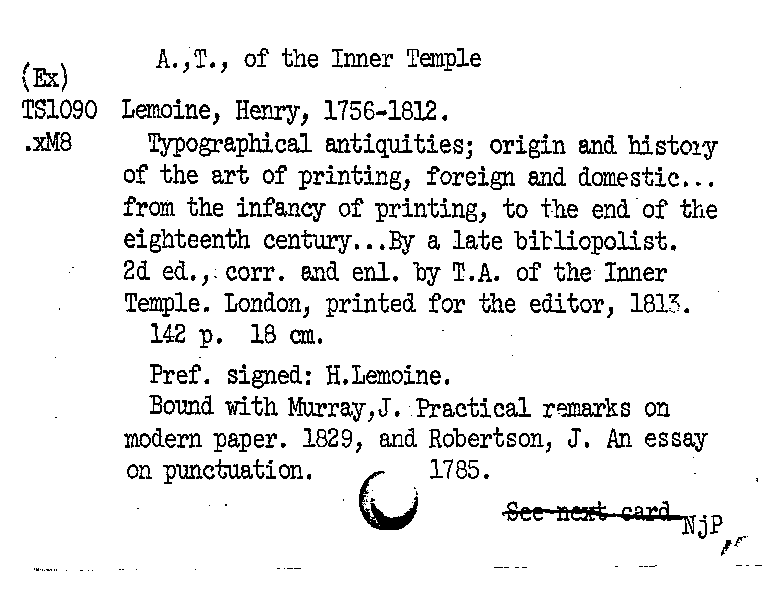 A.,T., of the Inner Temple
(Ex)
TS1090 Lemoine, Henry, 1756-1812.
.xM8 Typographical antiquities; origin and history
of the art of printing, foreign and domestic...
from the infancy of printing, to the end of the
eighteenth century...By a late bibliopolist.
2d ed., corr. and enl. by T.A. of the Inner
Temple. London, printed for the editor, 1813.
142 p. 18 cm.
Pref. signed: H.Lemoine.
Bound with Murray,J. Practical remarks on
modern paper. 1829, and Robertson, J. An essay
on punctuation. 1785.
See next card
NjP